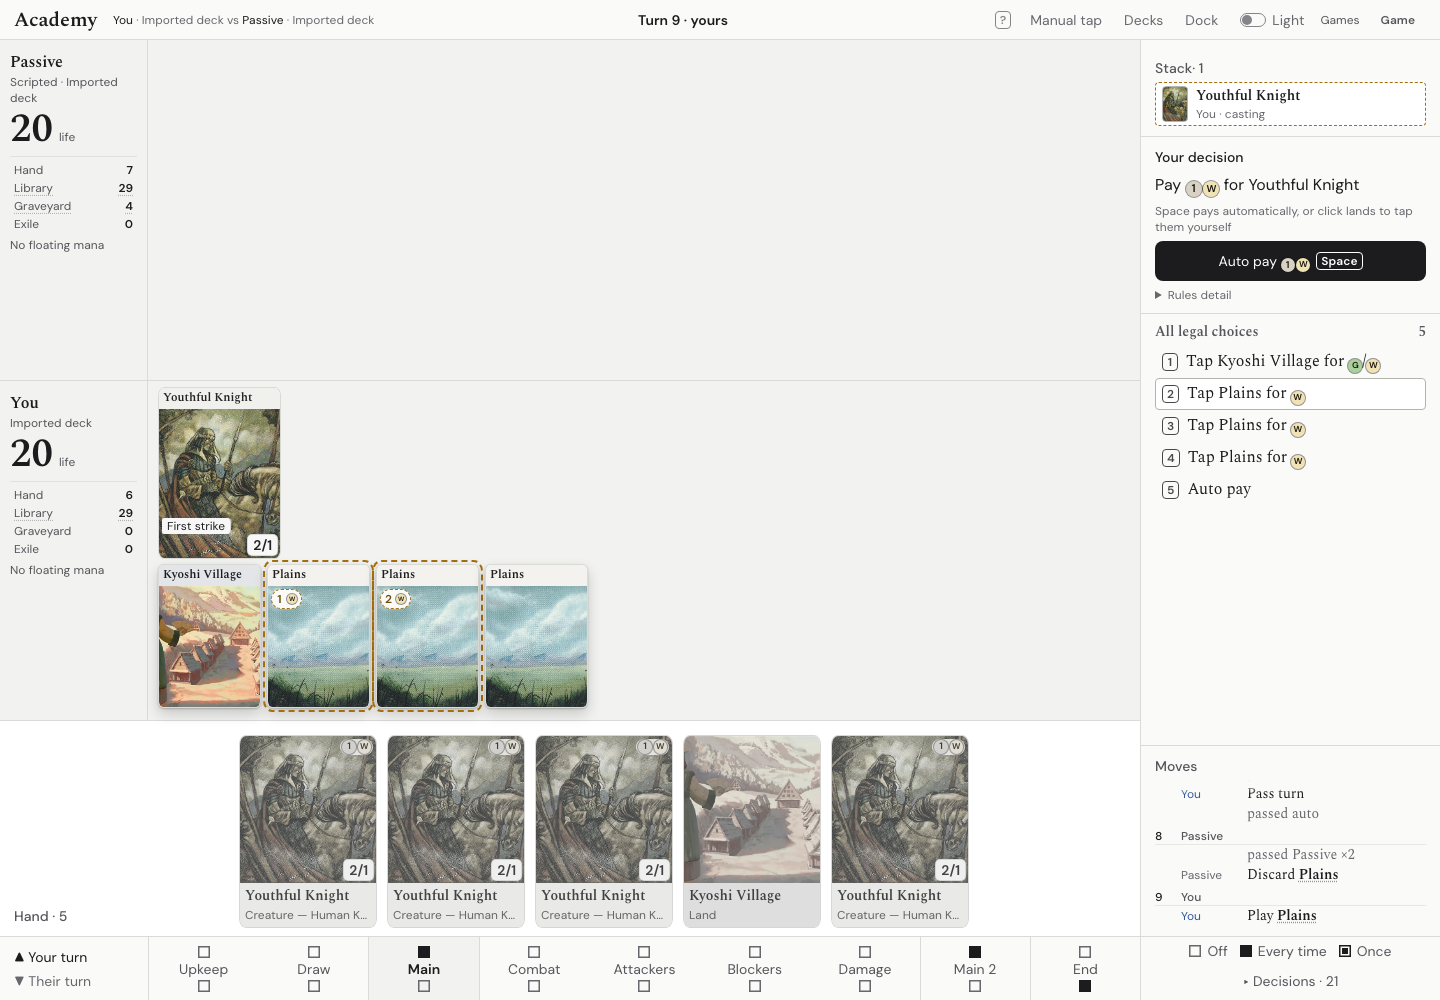 Academy You · Imported deck vs Passive · Imported deck Turn 9 · yours ? Manual tap Decks Dock Light Games Game
Passive
Scripted · Imported
deck
20 life
Hand 7
Library 29
Graveyard 4
Exile 0
No floating mana
You
Imported deck
20 life
Hand 6
Library 29
Graveyard 0
Exile 0
No floating mana
Youthful Knight
First strike
2/1
Kyoshi Village
Plains
1 W
Plains
2 W
Plains
Hand · 5
1 W
2/1
Youthful Knight
Creature — Human K...
1 W
2/1
Youthful Knight
Creature — Human K...
1 W
2/1
Youthful Knight
Creature — Human K...
Kyoshi Village
Land
1 W
2/1
Youthful Knight
Creature — Human K...
Stack · 1
Youthful Knight
You · casting
Your decision
Pay 1 W for Youthful Knight
Space pays automatically, or click lands to tap
them yourself
Auto pay 1 W Space
▶ Rules detail
All legal choices 5
1 Tap Kyoshi Village for G/W
2 Tap Plains for W
3 Tap Plains for W
4 Tap Plains for W
5 Auto pay
Moves
You Pass turn
passed auto
8 Passive
passed Passive ×2
Passive Discard Plains
9 You
You Play Plains
▲ Your turn
▼ Their turn
Upkeep Draw Main Combat Attackers Blockers Damage Main 2 End
Off Every time Once
▸ Decisions · 21